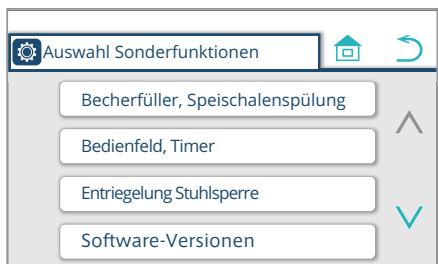 Auswahl Sonderfunktionen
Becherfüller, Speischalenspülung
Bedienfeld, Timer
Entriegelung Stuhlsperre
Software-Versionen